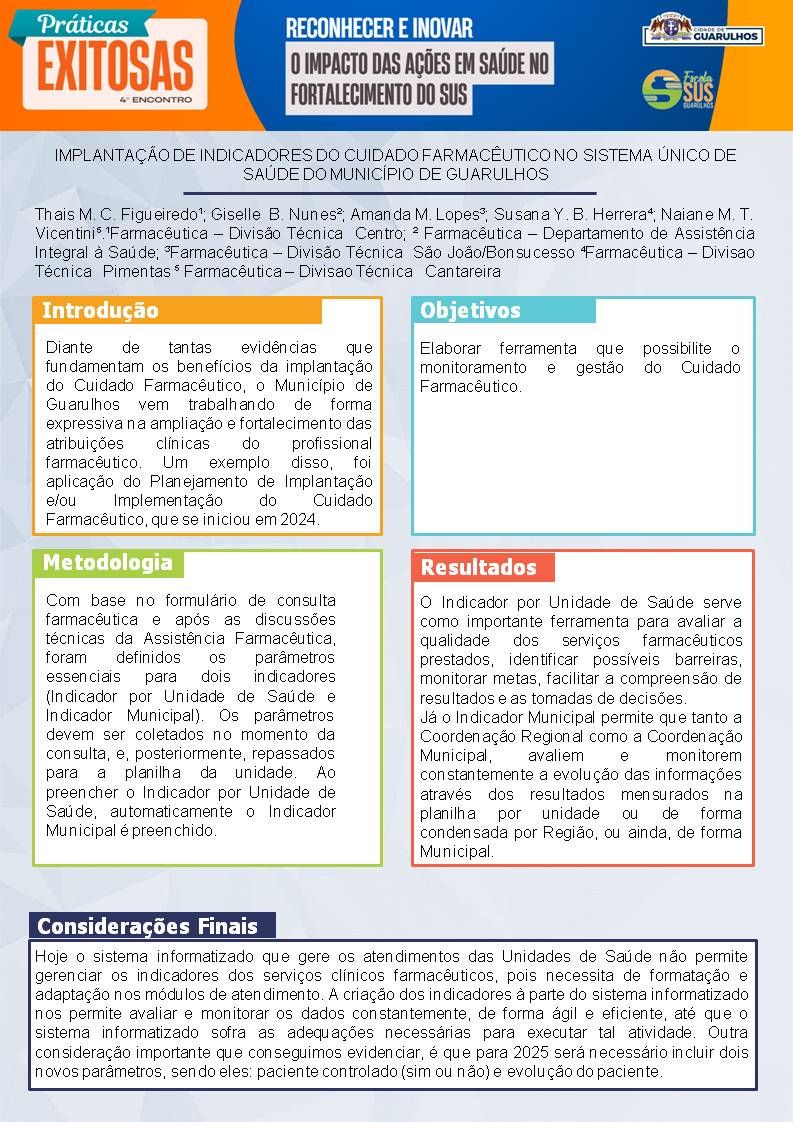 Práticas
EXITOSAS
4º ENCONTRO
RECONHECER E INOVAR
O IMPACTO DAS AÇÕES EM SAÚDE NO
FORTALECIMENTO DO SUS
CIDADE DE
GUARULHOS
Escola
SUS
GUARULHOS
IMPLANTAÇÃO DE INDICADORES DO CUIDADO FARMACÊUTICO NO SISTEMA ÚNICO DE
SAÚDE DO MUNICÍPIO DE GUARULHOS
Thais M. C. Figueiredo¹; Giselle B. Nunes²; Amanda M. Lopes³; Susana Y. B. Herrera⁴; Naiane M. T.
Vicentini⁵.¹Farmacêutica – Divisão Técnica Centro; ² Farmacêutica – Departamento de Assistência
Integral à Saúde; ³Farmacêutica – Divisão Técnica São João/Bonsucesso ⁴Farmacêutica – Divisao
Técnica Pimentas ⁵ Farmacêutica – Divisao Técnica Cantareira
Introdução
Diante de tantas evidências que
fundamentam os benefícios da implantação
do Cuidado Farmacêutico, o Município de
Guarulhos vem trabalhando de forma
expressiva na ampliação e fortalecimento das
atribuições clínicas do profissional
farmacêutico. Um exemplo disso, foi
aplicação do Planejamento de Implantação
e/ou Implementação do Cuidado
Farmacêutico, que se iniciou em 2024.
Objetivos
Elaborar ferramenta que possibilite o
monitoramento e gestão do Cuidado
Farmacêutico.
Metodologia
Com base no formulário de consulta
farmacêutica e após as discussões
técnicas da Assistência Farmacêutica,
foram definidos os parâmetros
essenciais para dois indicadores
(Indicador por Unidade de Saúde e
Indicador Municipal). Os parâmetros
devem ser coletados no momento da
consulta, e, posteriormente, repassados
para a planilha da unidade. Ao
preencher o Indicador por Unidade de
Saúde, automaticamente o Indicador
Municipal é preenchido.
Resultados
O Indicador por Unidade de Saúde serve
como importante ferramenta para avaliar a
qualidade dos serviços farmacêuticos
prestados, identificar possíveis barreiras,
monitorar metas, facilitar a compreensão de
resultados e as tomadas de decisões.
Já o Indicador Municipal permite que tanto a
Coordenação Regional como a Coordenação
Municipal, avaliem e monitorem
constantemente a evolução das informações
através dos resultados mensurados na
planilha por unidade ou de forma
condensada por Região, ou ainda, de forma
Municipal.
Considerações Finais
Hoje o sistema informatizado que gere os atendimentos das Unidades de Saúde não permite
gerenciar os indicadores dos serviços clínicos farmacêuticos, pois necessita de formatação e
adaptação nos módulos de atendimento. A criação dos indicadores à parte do sistema informatizado
nos permite avaliar e monitorar os dados constantemente, de forma ágil e eficiente, até que o
sistema informatizado sofra as adequações necessárias para executar tal atividade. Outra
consideração importante que conseguimos evidenciar, é que para 2025 será necessário incluir dois
novos parâmetros, sendo eles: paciente controlado (sim ou não) e evolução do paciente.